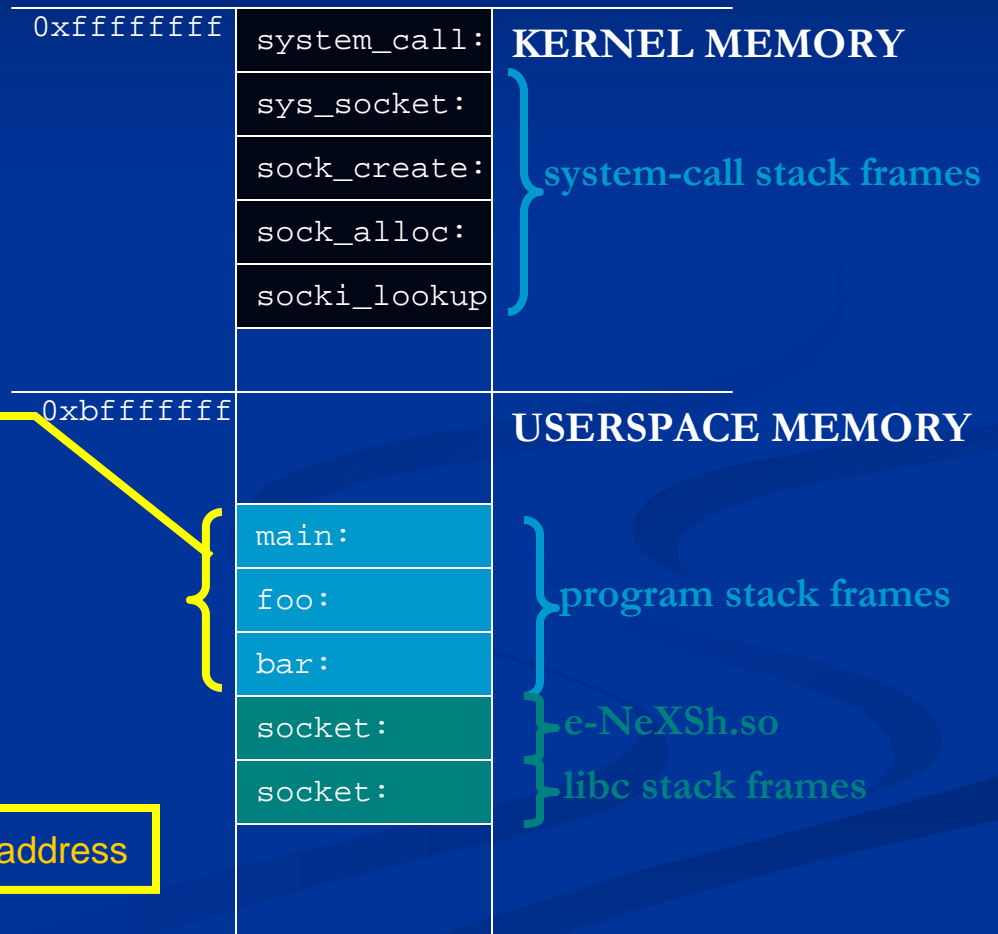 0xffffffff
system_call:
KERNEL MEMORY
sys_socket:
sock_create:
system-call stack frames
sock_alloc:
socki_lookup
0xbfffffff
USERSPACE MEMORY
main:
foo:
program stack frames
bar:
socket:
e-NeXSh.so
socket:
libc stack frames
address